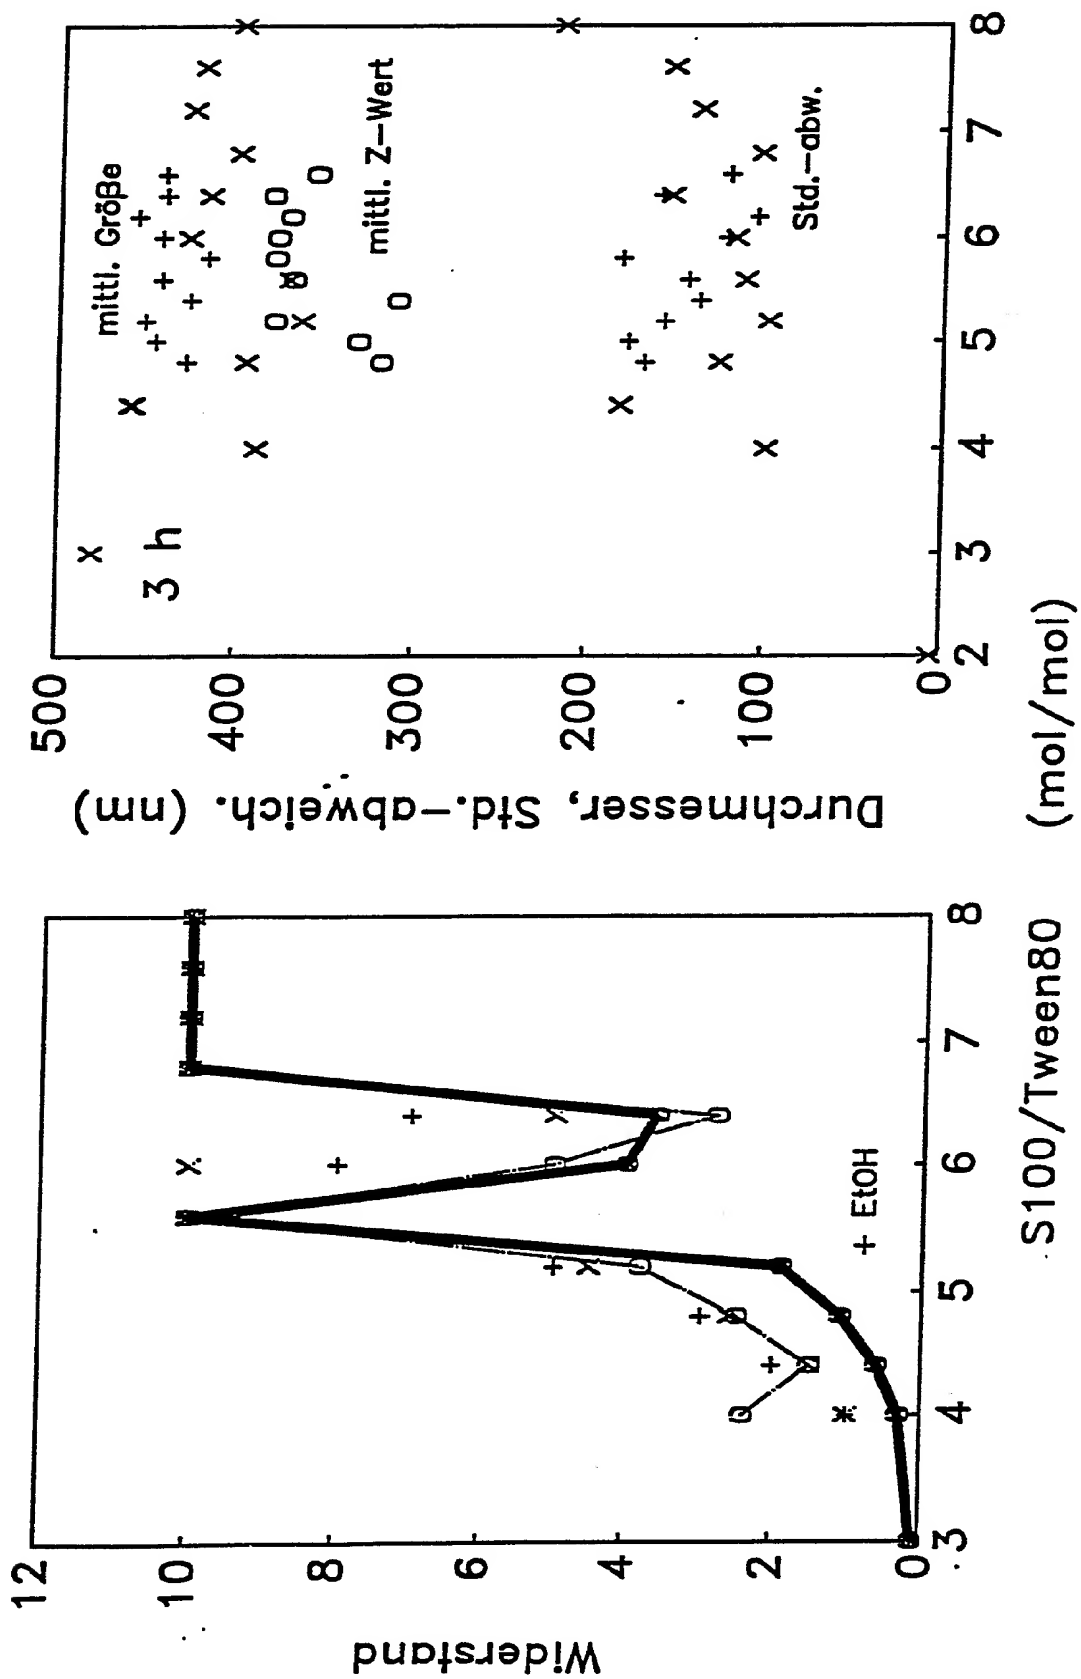 Widerstand
12
10
8
6
4
2
0
3
4
5
6
7
8
+ EtOH
S100/Tween80
(mol/mol)
Durchmesser, Std.-abweich. (nm)
500
400
300
200
100
0
2
3
4
5
6
7
8
3 h
mittl. Größe
mittl. Z-Wert
Std.-abw.